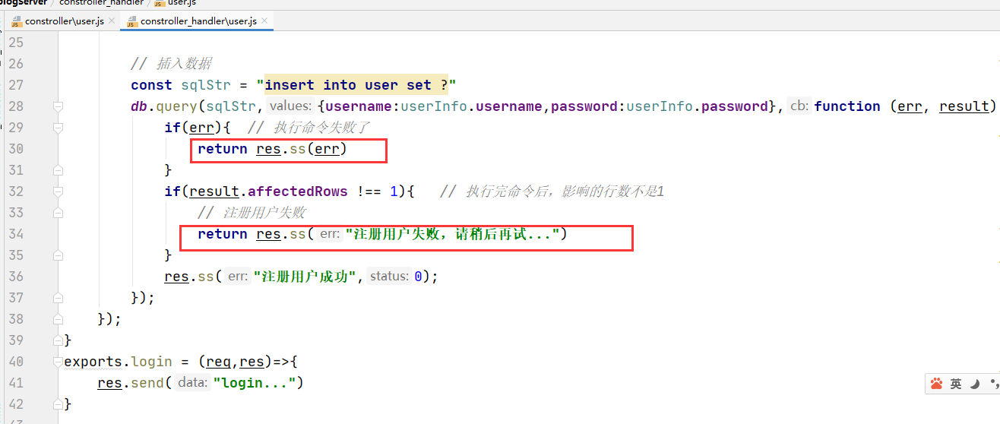 blogServer / constroller_handler / user.js
constroller\user.js × constroller_handler\user.js ×
25
26 // 插入数据
27 const sqlStr = "insert into user set ?"
28 db.query(sqlStr, values: {username:userInfo.username,password:userInfo.password}, cb: function (err, result)
29 if(err){ // 执行命令失败了
30 return res.ss(err)
31 }
32 if(result.affectedRows !== 1){ // 执行完命令后，影响的行数不是1
33 // 注册用户失败
34 return res.ss( err: "注册用户失败，请稍后再试...")
35 }
36 res.ss( err: "注册用户成功", status: 0);
37 });
38 });
39 }
40 exports.login = (req,res)=>{
41 res.send( data: "login...")
42 }
英